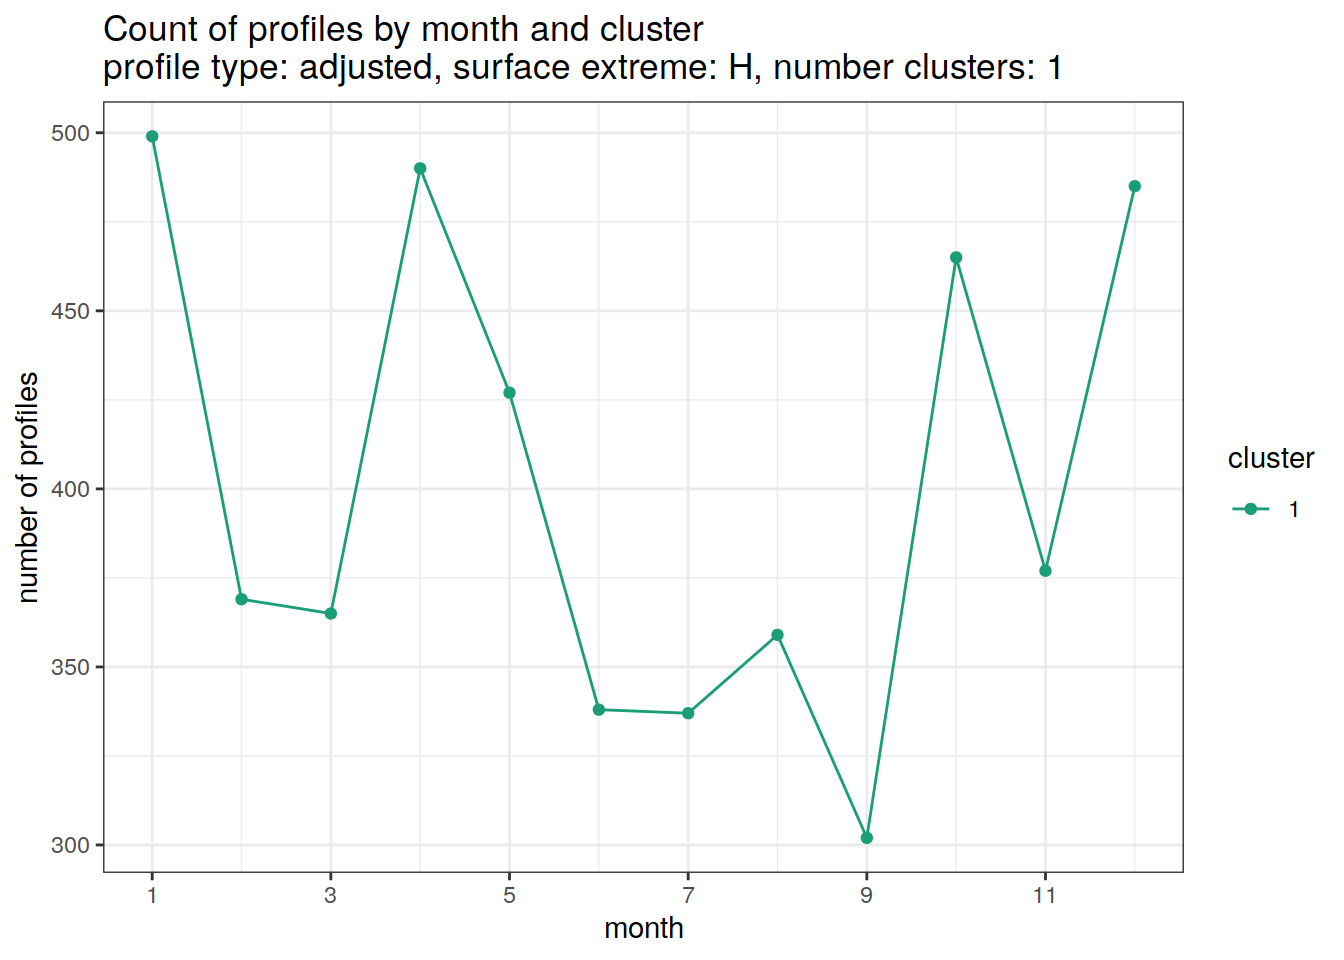 Count of profiles by month and cluster
profile type: adjusted, surface extreme: H, number clusters: 1
500
450
400
350
300
number of profiles
1 3 5 7 9 11
month
cluster
1